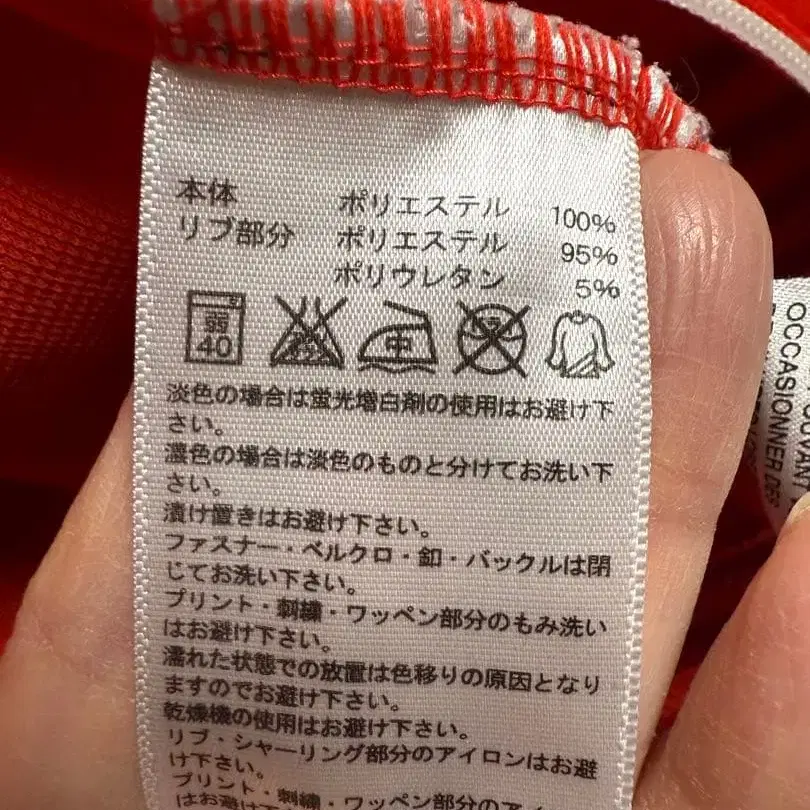 本体 ポリエステル 100%
リブ部分 ポリエステル 95%
ポリウレタン 5%
弱 40 中
淡色の場合は蛍光増白剤の使用はお避け下
さい。
濃色の場合は淡色のものと分けてお洗い下
さい。
漬け置きはお避け下さい。
ファスナー・ベルクロ・釦・バックルは閉
じてお洗い下さい。
プリント・刺繍・ワッペン部分のもみ洗い
はお避け下さい。
濡れた状態での放置は色移りの原因となり
ますのでお避け下さい。
乾燥機の使用はお避け下さい。
リブ・シャーリング部分のアイロンはお避
け下さい。
プリント・刺繍・ワッペン部分のアイ
はお避け下
OCCASIONNER DES